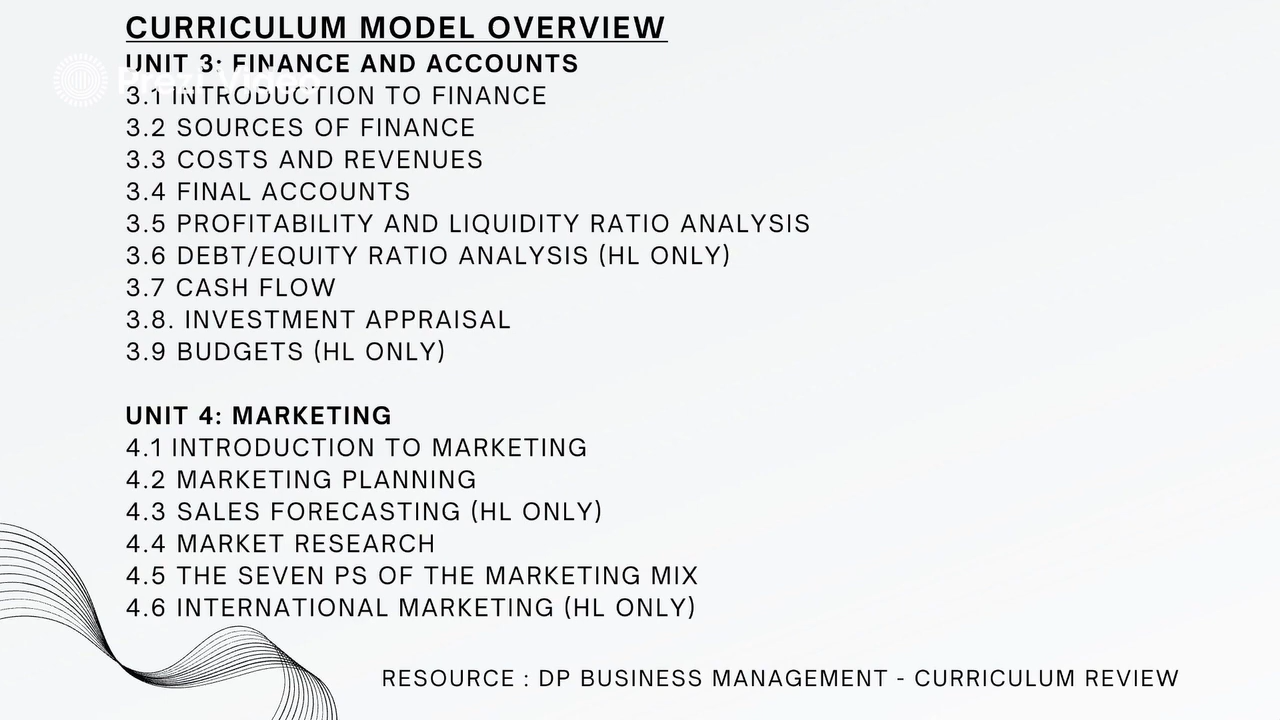 CURRICULUM MODEL OVERVIEW
UNIT 3: FINANCE AND ACCOUNTS
Prezi Video
3.1 INTRODUCTION TO FINANCE
3.2 SOURCES OF FINANCE
3.3 COSTS AND REVENUES
3.4 FINAL ACCOUNTS
3.5 PROFITABILITY AND LIQUIDITY RATIO ANALYSIS
3.6 DEBT/EQUITY RATIO ANALYSIS (HL ONLY)
3.7 CASH FLOW
3.8. INVESTMENT APPRAISAL
3.9 BUDGETS (HL ONLY)
UNIT 4: MARKETING
4.1 INTRODUCTION TO MARKETING
4.2 MARKETING PLANNING
4.3 SALES FORECASTING (HL ONLY)
4.4 MARKET RESEARCH
4.5 THE SEVEN PS OF THE MARKETING MIX
4.6 INTERNATIONAL MARKETING (HL ONLY)
RESOURCE : DP BUSINESS MANAGEMENT - CURRICULUM REVIEW